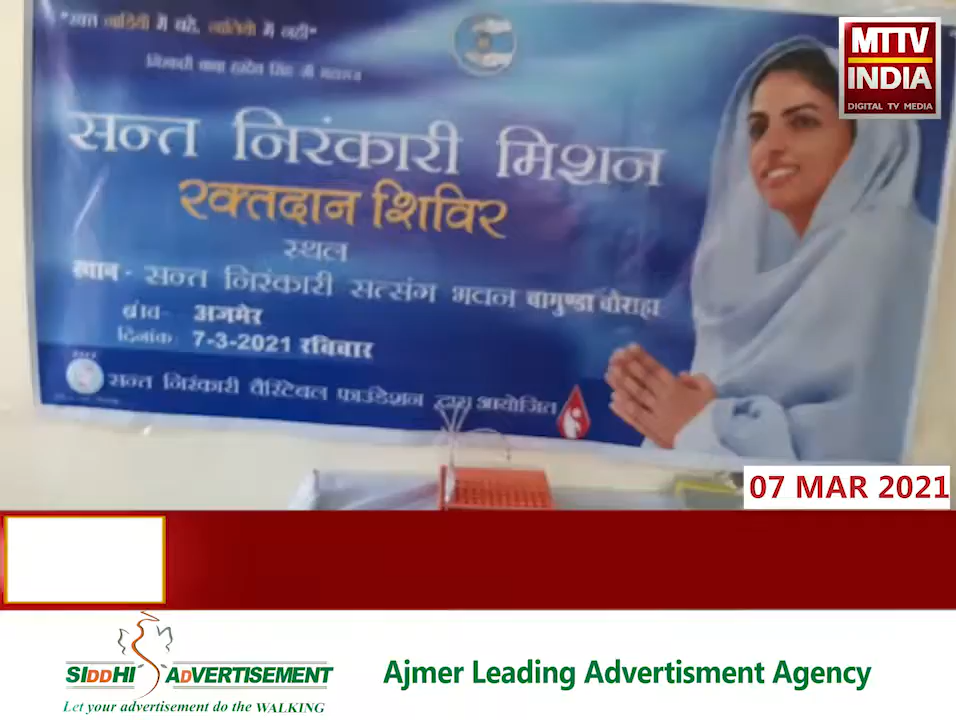 "रक्त नाड़ियों में बहे, नालियों में नहीं"
निरंकारी बाबा हरदेव सिंह जी महाराज
सन्त निरंकारी मिशन
रक्तदान शिविर
स्थल
स्थान - सन्त निरंकारी सत्संग भवन चामुण्डा चौराहा
ब्रांच - अजमेर
दिनांक 7-3-2021 रविवार
सन्त निरंकारी चैरिटेबल फाउंडेशन द्वारा आयोजित
MTTV
INDIA
DIGITAL TV MEDIA
07 MAR 2021
SIDDHI ADVERTISEMENT
Let your advertisement do the WALKING
Ajmer Leading Advertisment Agency